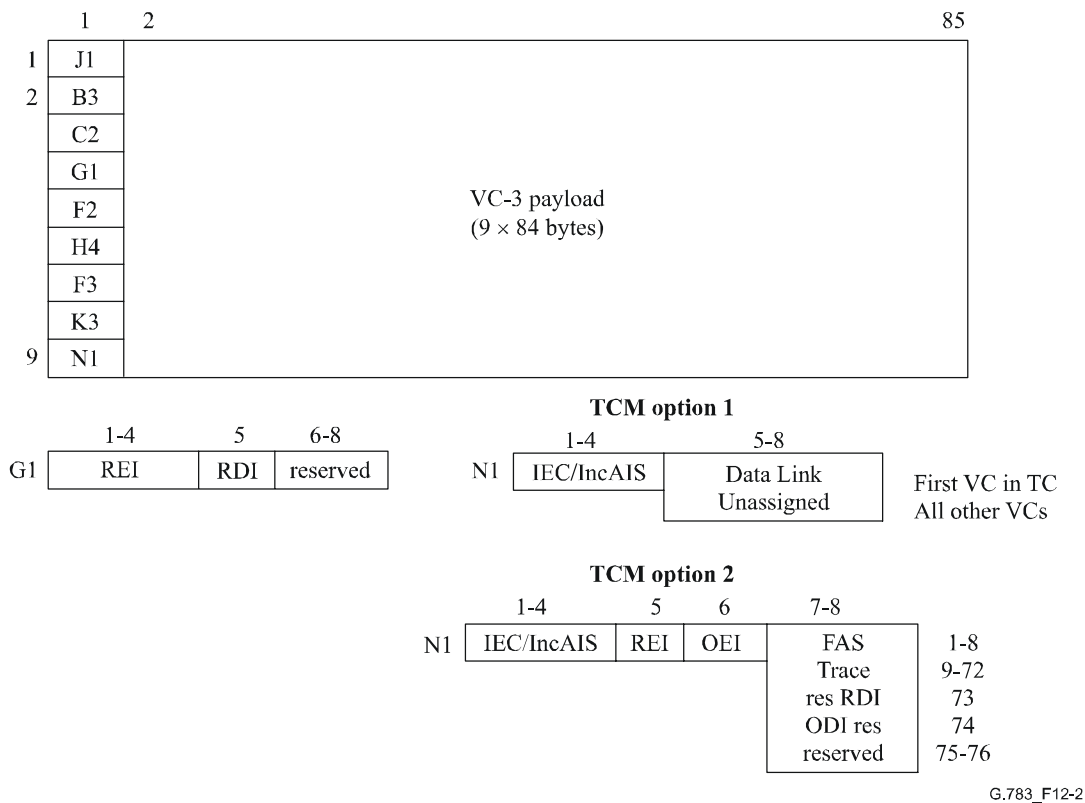 1 2 85
1 J1
2 B3
C2
G1
F2
H4
F3
K3
9 N1
VC-3 payload
(9 × 84 bytes)
1-4 5 6-8
G1 REI RDI reserved
TCM option 1
1-4 5-8
N1 IEC/IncAIS Data Link
Unassigned
First VC in TC
All other VCs
TCM option 2
1-4 5 6 7-8
N1 IEC/IncAIS REI OEI FAS 1-8
Trace 9-72
res RDI 73
ODI res 74
reserved 75-76
G.783_F12-2